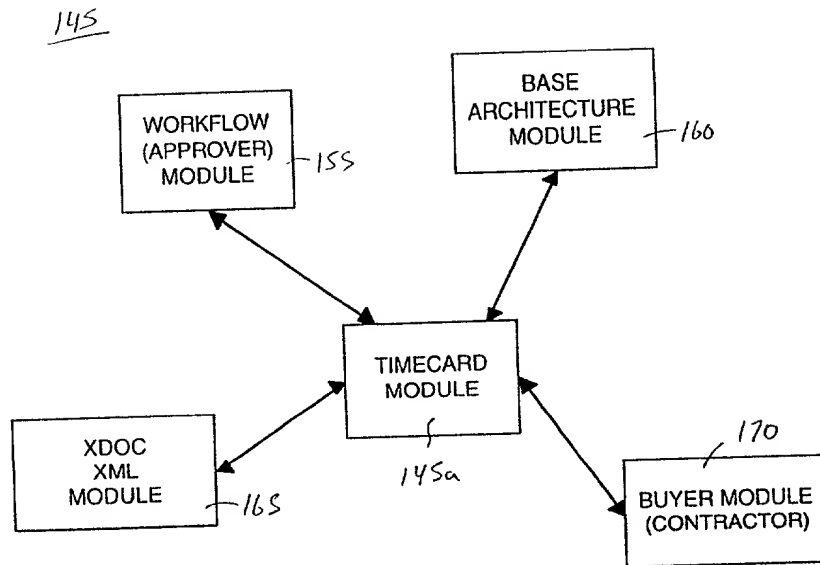 145
BASE
ARCHITECTURE
MODULE
160
WORKFLOW
(APPROVER)
MODULE
155
TIMECARD
MODULE
145a
XDOC
XML
MODULE
165
170
BUYER MODULE
(CONTRACTOR)